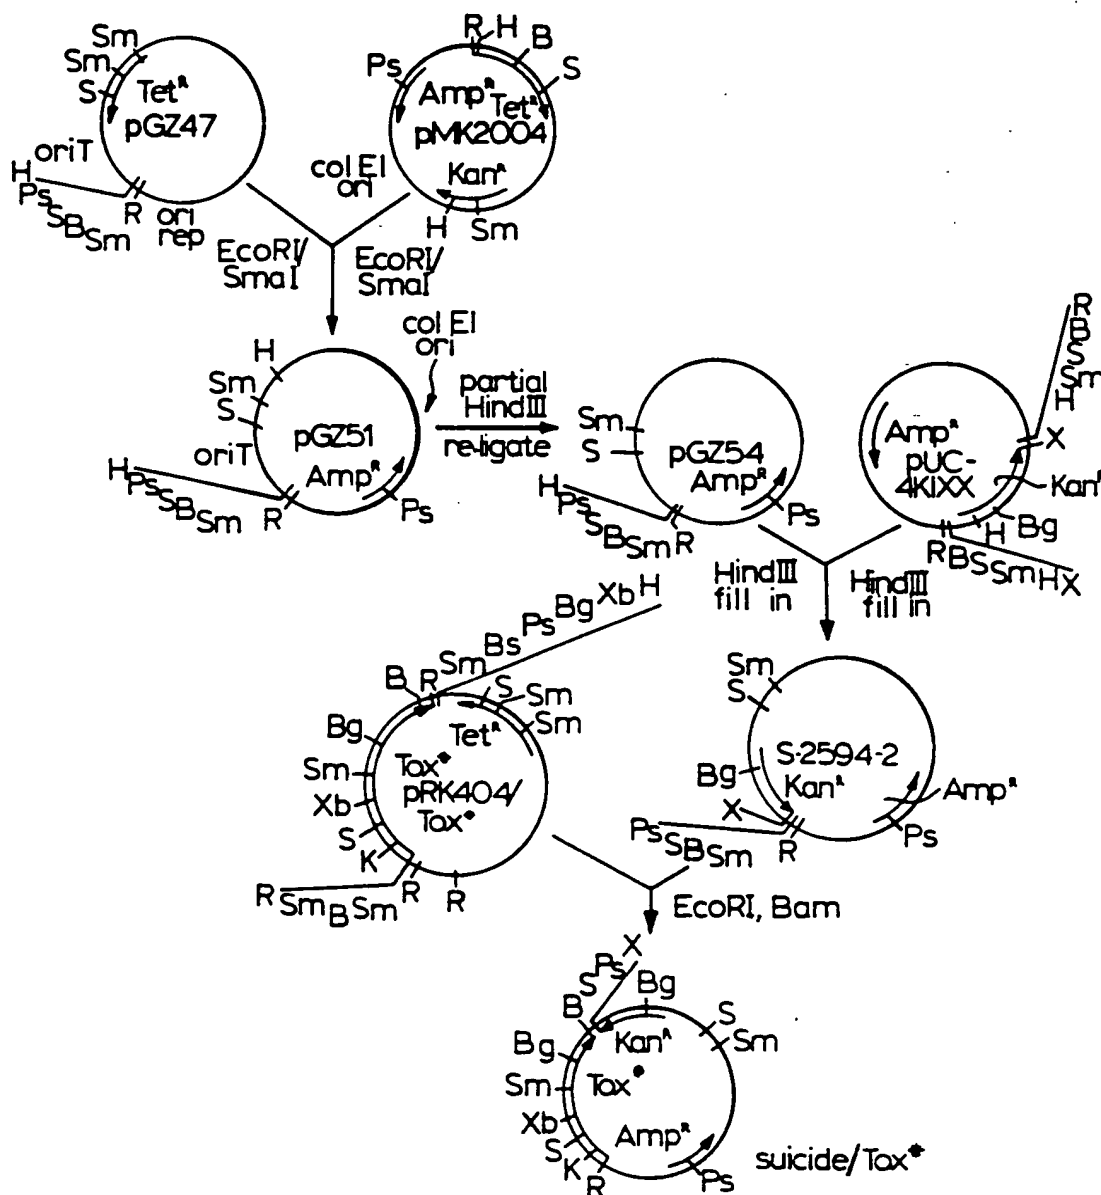 Sm
Sm
S
Tet^R
pGZ47
oriT
H
Ps
S
B
Sm
R
ori
rep
R H
B
S
Ps
Amp^R
Tet^R
pMK2004
Kan^R
col EI
ori
H
Sm
EcoRI/
SmaI
EcoRI/
SmaI
H
Sm
S
pGZ51
oriT
Amp^R
H
Ps
S
B
Sm
R
Ps
col EI
ori
partial
HindIII
re-ligate
Sm
S
pGZ54
Amp^R
H
Ps
S
B
Sm
R
Ps
R
B
S
Sm
H
X
Amp^R
pUC-
4KIXX
Kan^R
Bg
H
R
B
S
Sm
H
X
HindIII
fill in
HindIII
fill in
B
R
Sm
Bs
Ps
Bg
Xb
H
S
Sm
Sm
Tet^R
Bg
Sm
Xb
S
K
Tox*
pRK404/
Tox*
R
Sm
B
Sm
R
R
Sm
S
S-2594-2
Bg
Kan^R
Amp^R
X
Ps
S
B
Sm
R
Ps
EcoRI, Bam
B
S
Ps
X
Bg
S
Sm
Kan^R
Bg
Sm
Xb
S
K
R
Tox*
Amp^R
Ps
suicide/Tox*